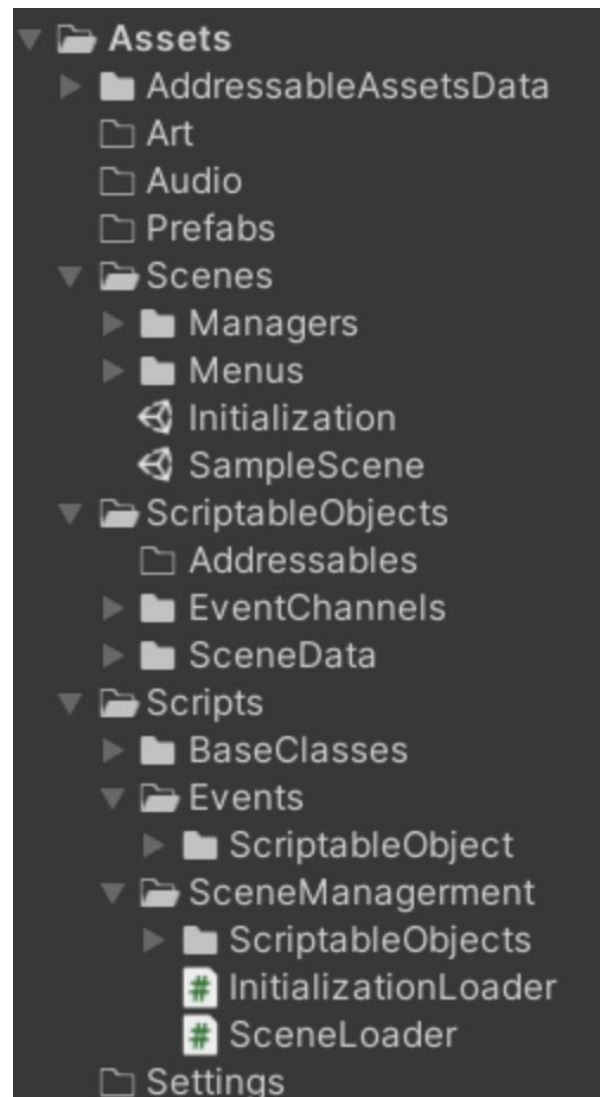 Assets
AddressableAssetsData
Art
Audio
Prefabs
Scenes
Managers
Menus
Initialization
SampleScene
ScriptableObjects
Addressables
EventChannels
SceneData
Scripts
BaseClasses
Events
ScriptableObject
SceneManagerment
ScriptableObjects
# InitializationLoader
# SceneLoader
Settings